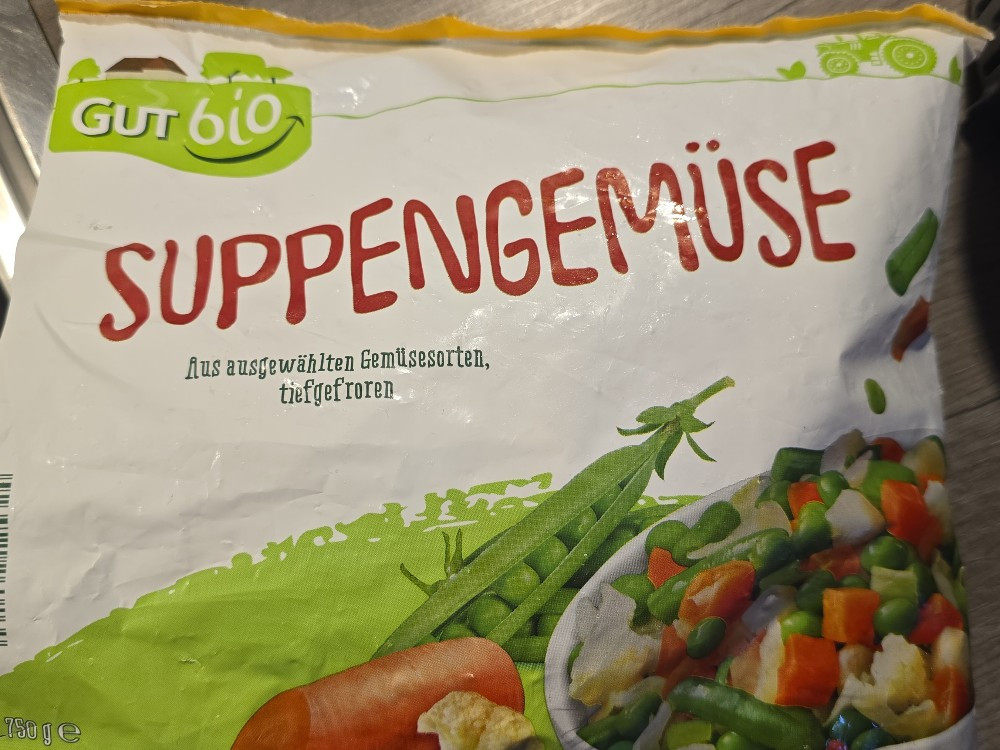 GUT bio
SUPPENGEMÜSE
Aus ausgewählten Gemüsesorten,
tiefgefroren
750 g e